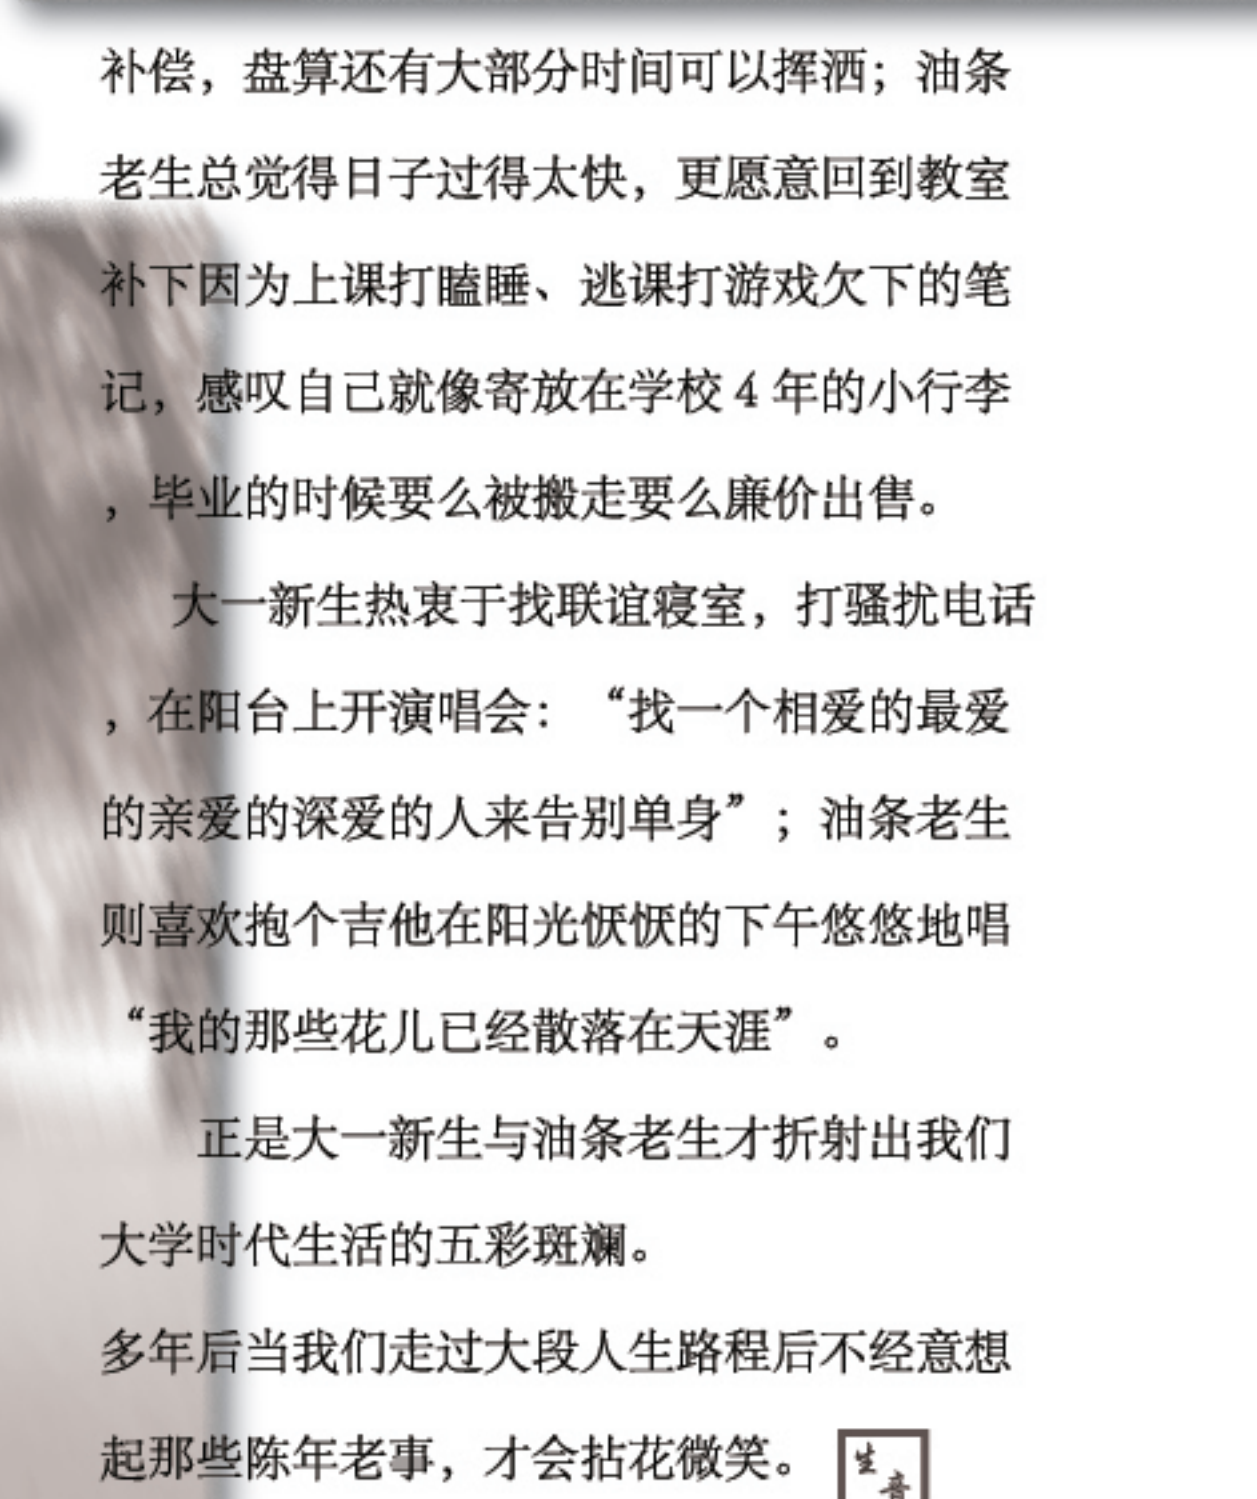 补偿，盘算还有大部分时间可以挥洒；油条
老生总觉得日子过得太快，更愿意回到教室
补下因为上课打瞌睡、逃课打游戏欠下的笔
记，感叹自己就像寄放在学校4年的小行李
，毕业的时候要么被搬走要么廉价出售。
大一新生热衷于找联谊寝室，打骚扰电话
，在阳台上开演唱会：“找一个相爱的最爱
的亲爱的深爱的人来告别单身”；油条老生
则喜欢抱个吉他在阳光恹恹的下午悠悠地唱
“我的那些花儿已经散落在天涯”。
正是大一新生与油条老生才折射出我们
大学时代生活的五彩斑斓。
多年后当我们走过大段人生路程后不经意想
起那些陈年老事，才会拈花微笑。
生
音